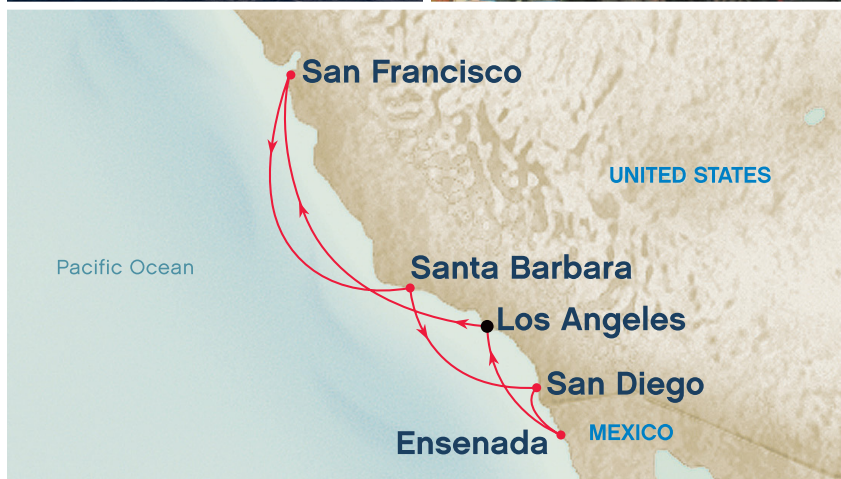 San Francisco
UNITED STATES
Pacific Ocean
Santa Barbara
Los Angeles
San Diego
MEXICO
Ensenada